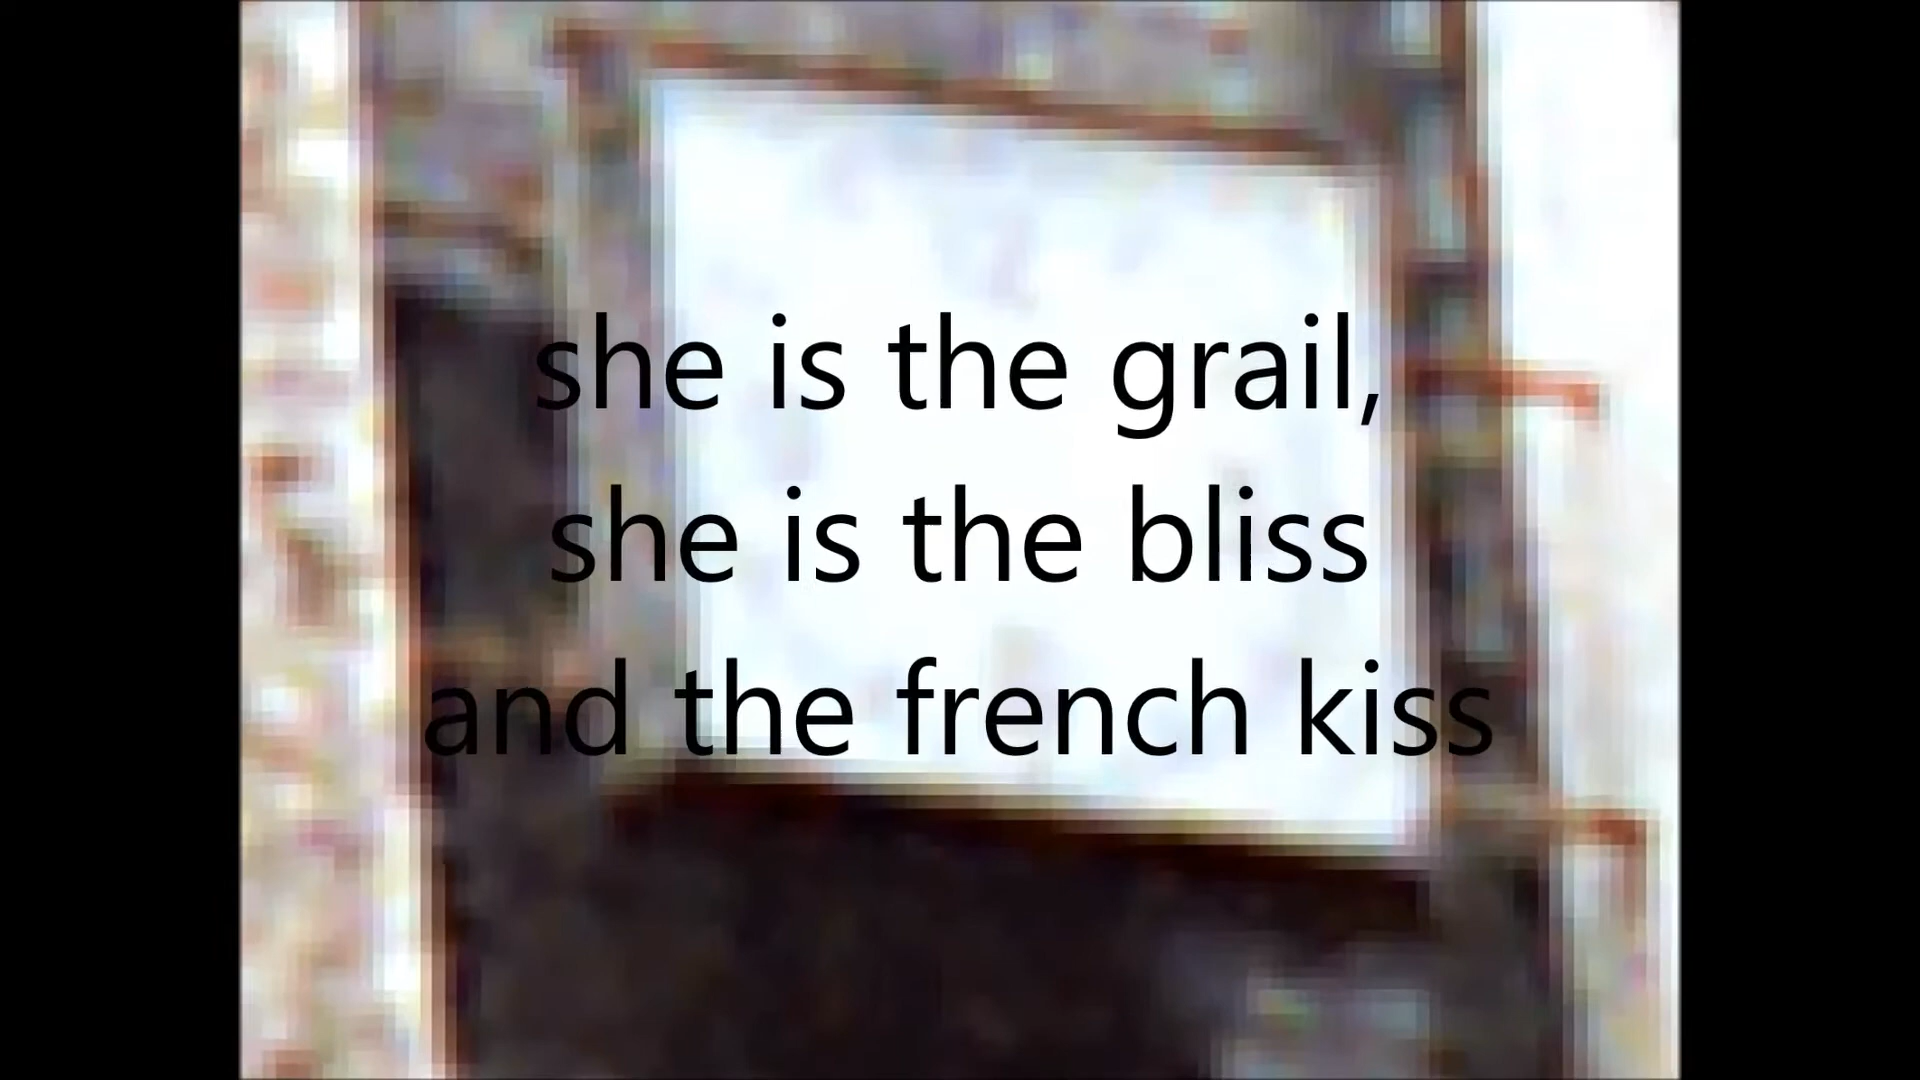 she is the grail,
she is the bliss
and the french kiss